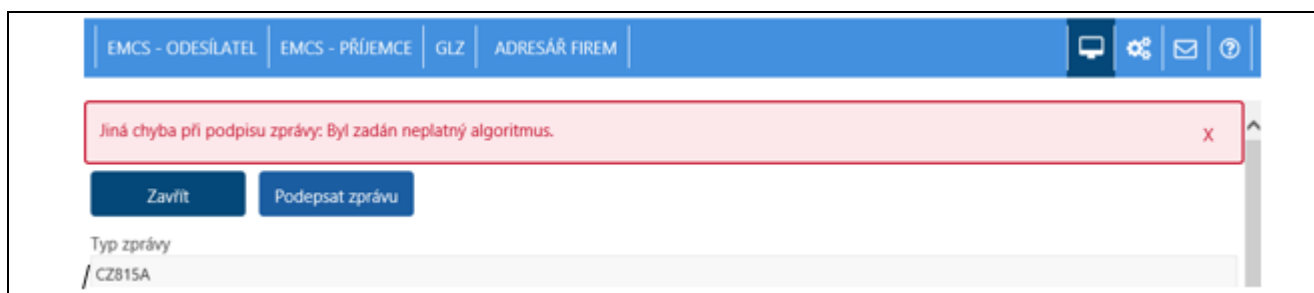 EMCS - ODESÍLATEL EMCS - PŘÍJEMCE GLZ ADRESÁŘ FIREM
Jiná chyba při podpisu zprávy: Byl zadán neplatný algoritmus. X
Zavřít Podepsat zprávu
Typ zprávy
CZ815A